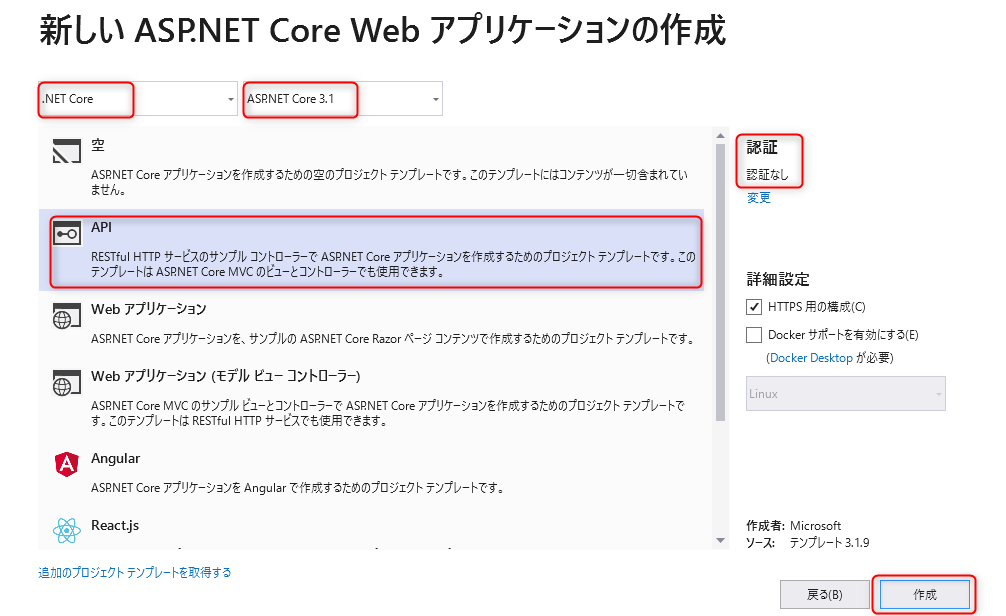 新しい ASP.NET Core Web アプリケーションの作成
.NET Core
ASP.NET Core 3.1
空
ASP.NET Core アプリケーションを作成するための空のプロジェクト テンプレートです。このテンプレートにはコンテンツが一切含まれてい
ません。
API
RESTful HTTP サービスのサンプル コントローラーで ASP.NET Core アプリケーションを作成するためのプロジェクト テンプレートです。この
テンプレートは ASP.NET Core MVC のビューとコントローラーでも使用できます。
Web アプリケーション
ASP.NET Core アプリケーションを、サンプルの ASP.NET Core Razor ページ コンテンツで作成するためのプロジェクト テンプレートです。
Web アプリケーション (モデル ビュー コントローラー)
ASP.NET Core MVC のサンプル ビューとコントローラーで ASP.NET Core アプリケーションを作成するためのプロジェクト テンプレートで
す。このテンプレートは RESTful HTTP サービスでも使用できます。
Angular
ASP.NET Core アプリケーションを Angular で作成するためのプロジェクト テンプレートです。
React.js
追加のプロジェクト テンプレートを取得する
認証
認証なし
変更
詳細設定
HTTPS 用の構成(C)
Docker サポートを有効にする(E)
(Docker Desktop が必要)
Linux
作成者: Microsoft
ソース: テンプレート 3.1.9
戻る(B)
作成